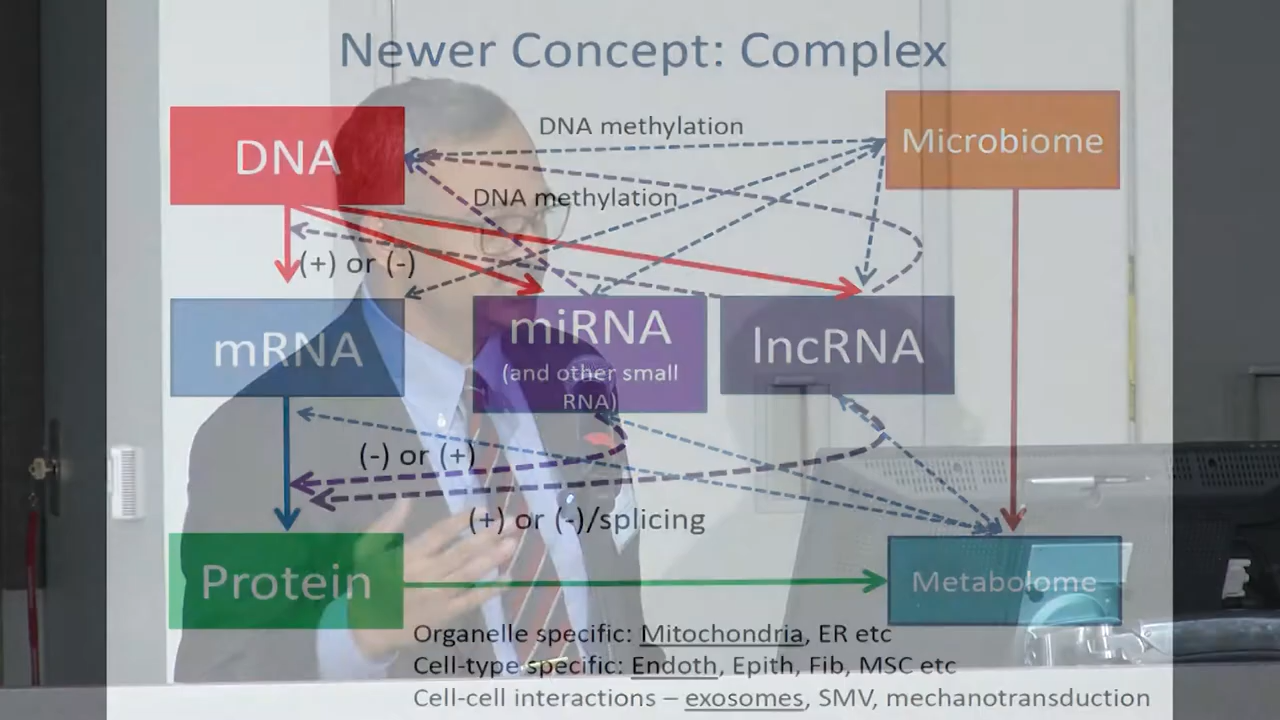 Newer Concept: Complex
DNA
DNA methylation
Microbiome
DNA methylation
(+) or (-)
mRNA
miRNA
(and other small
RNA)
lncRNA
(-) or (+)
(+) or (-)/splicing
Protein
Metabolome
Organelle specific: Mitochondria, ER etc
Cell-type specific: Endoth, Epith, Fib, MSC etc
Cell-cell interactions – exosomes, SMV, mechanotransduction